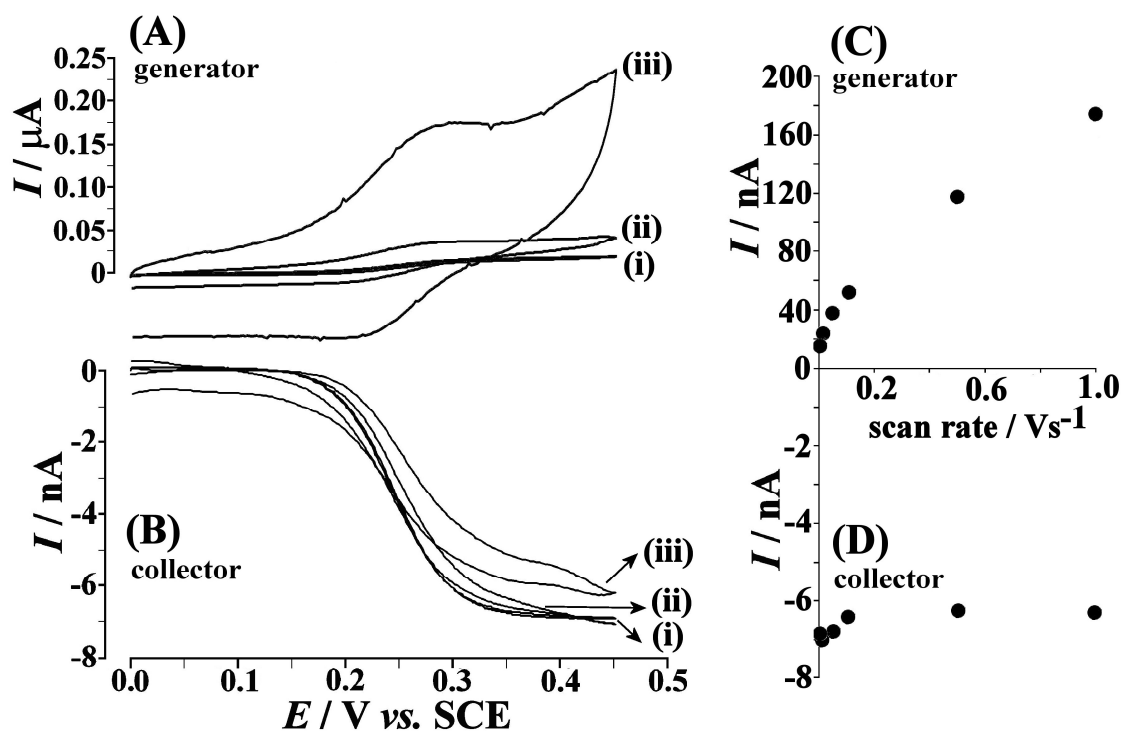 (A)
generator
0.25
0.20
0.15
0.10
0.05
0
I / μA
(iii)
(ii)
(i)
0
-2
-4
-6
-8
I / nA
(B)
collector
(iii)
(ii)
(i)
0.0 0.1 0.2 0.3 0.4 0.5
E / V vs. SCE
(C)
generator
200
160
120
80
40
0
I / nA
0.2 0.6 1.0
scan rate / Vs-1
-2
-4
-6
-8
I / nA
(D)
collector